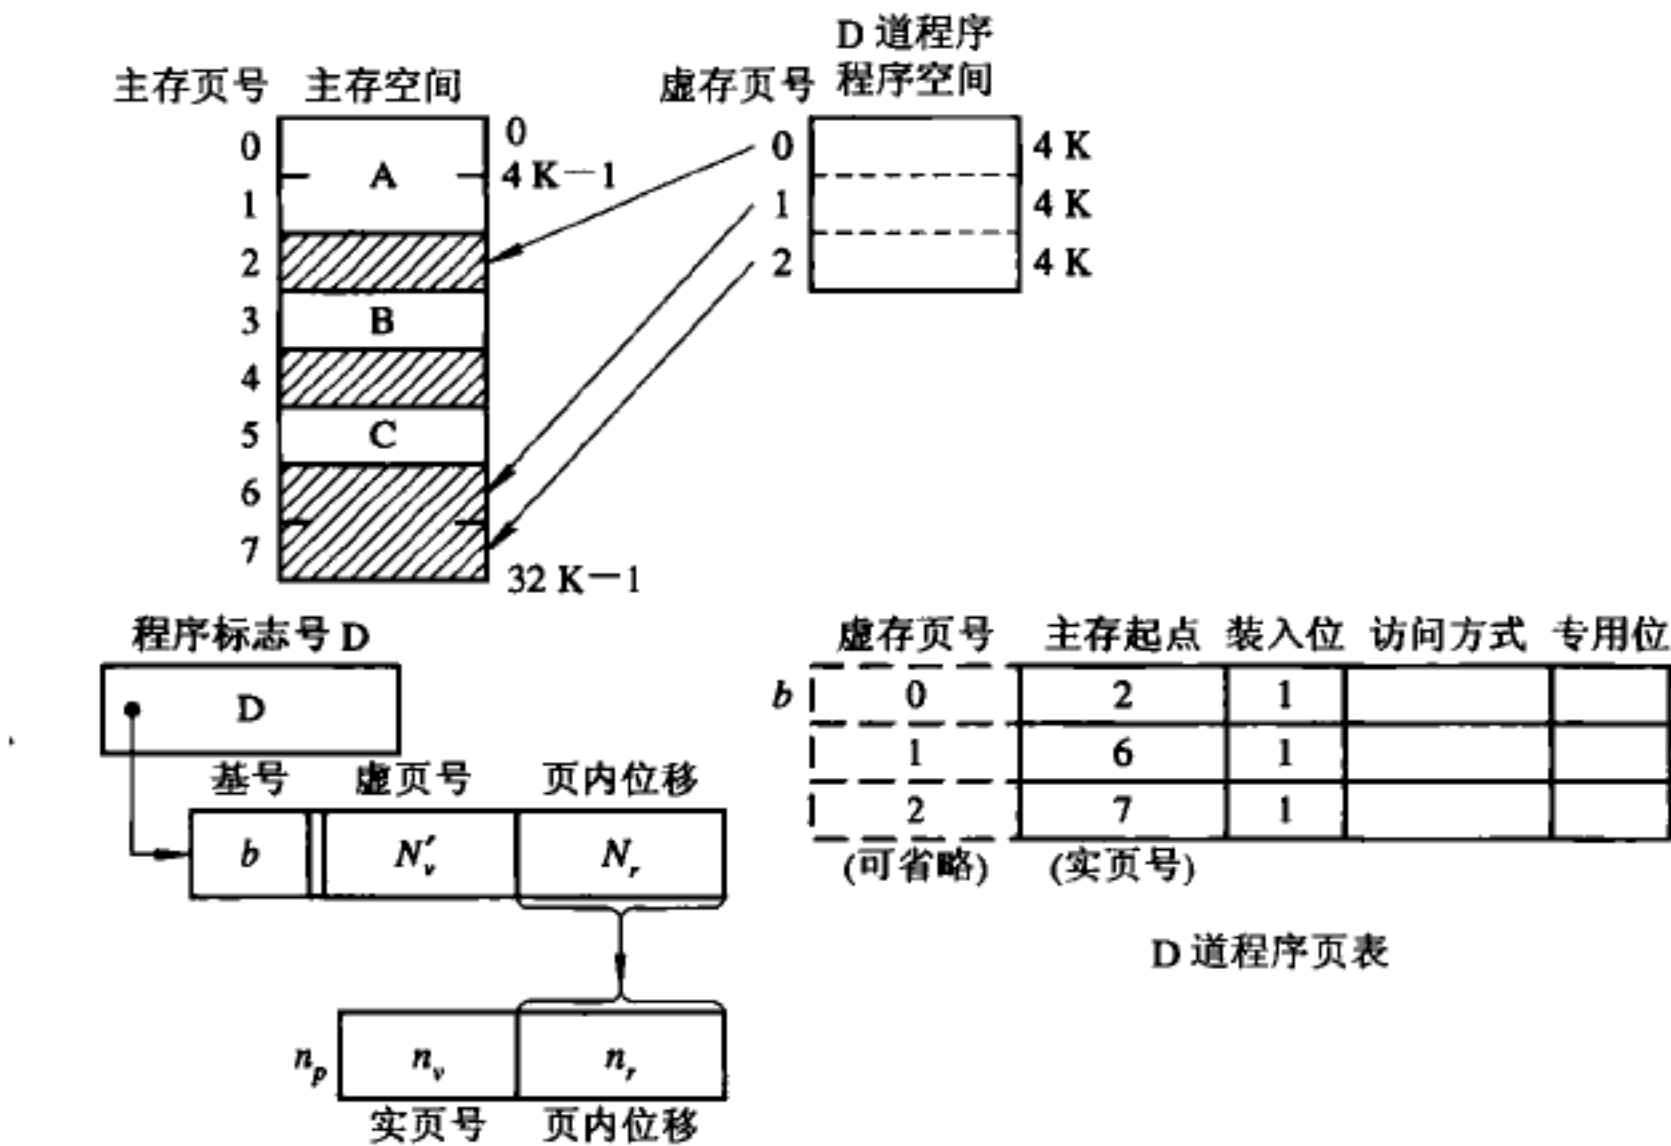 D 道程序
主存页号 主存空间 虚存页号 程序空间
0 0 0 4 K
A 4 K－1
1 1 4 K
2 2 4 K
3 B
4
5 C
6
7
32 K－1
程序标志号 D
D
基号 虚页号 页内位移
b N′v Nr
np nv nr
实页号 页内位移
虚存页号 主存起点 装入位 访问方式 专用位
b 0 2 1
1 6 1
2 7 1
(可省略) (实页号)
D 道程序页表